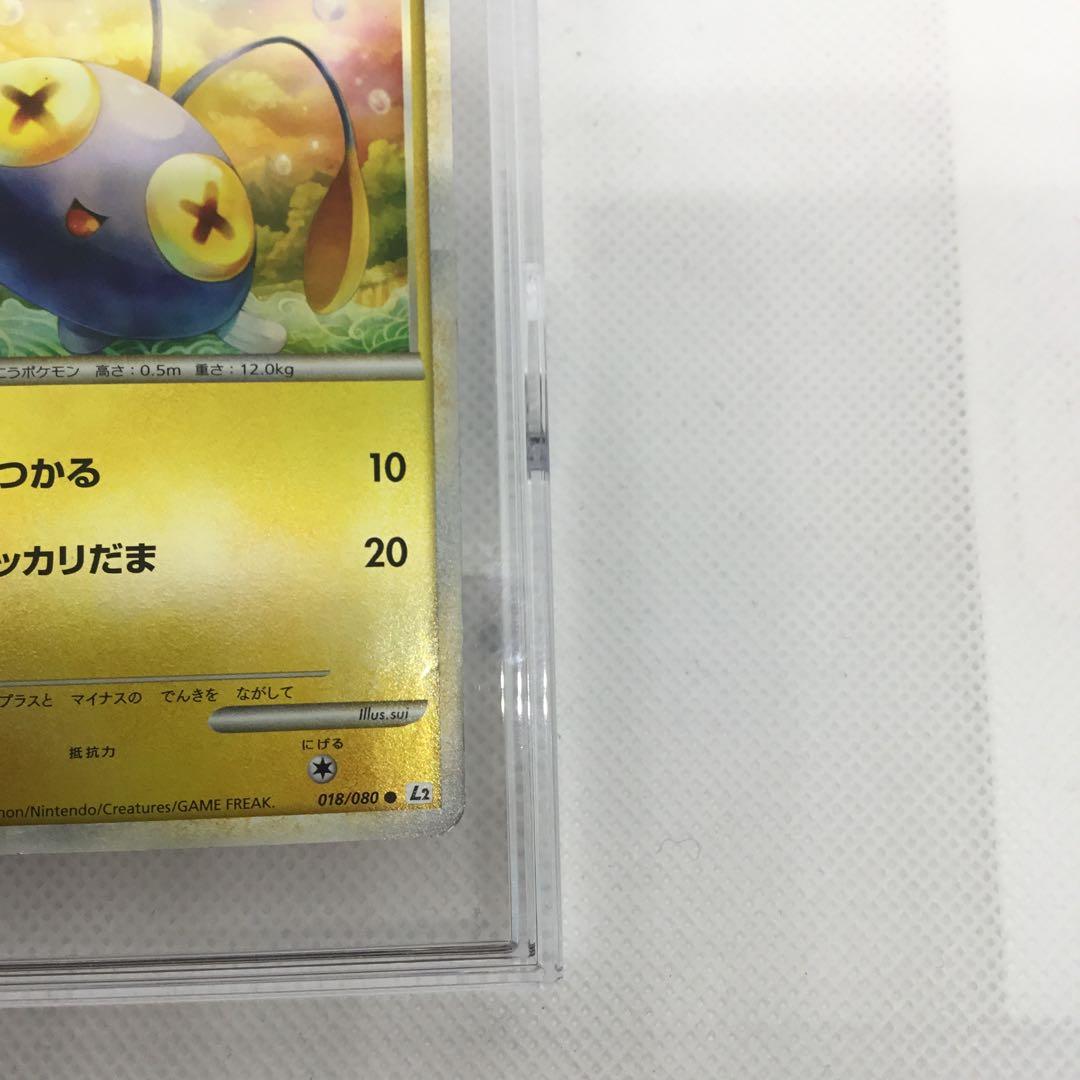 こうポケモン 高さ：0.5m 重さ：12.0kg
つかる 10
ッカリだま 20
プラスと マイナスの でんきを ながして
Illus.sui
抵抗力 にげる
018/080 ● L2
mon/Nintendo/Creatures/GAME FREAK.